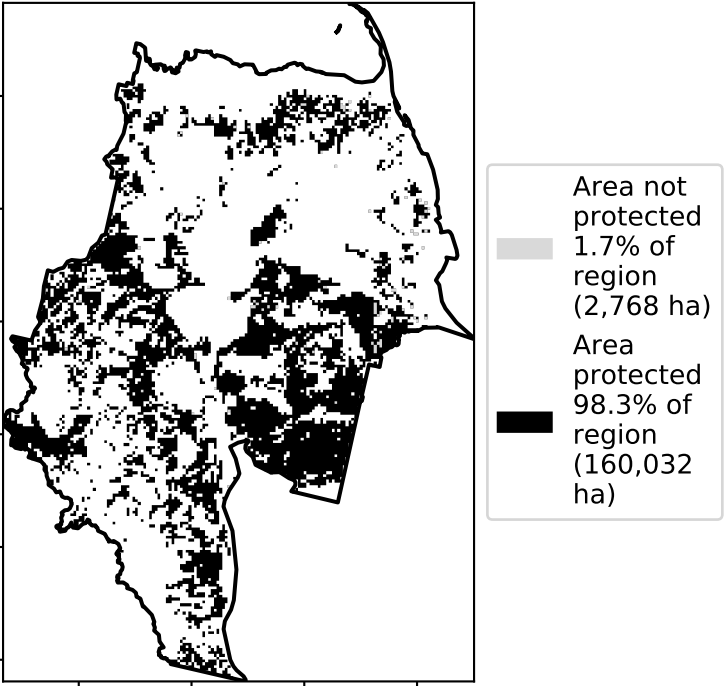 Area not
protected
1.7% of
region
(2,768 ha)
Area
protected
98.3% of
region
(160,032
ha)